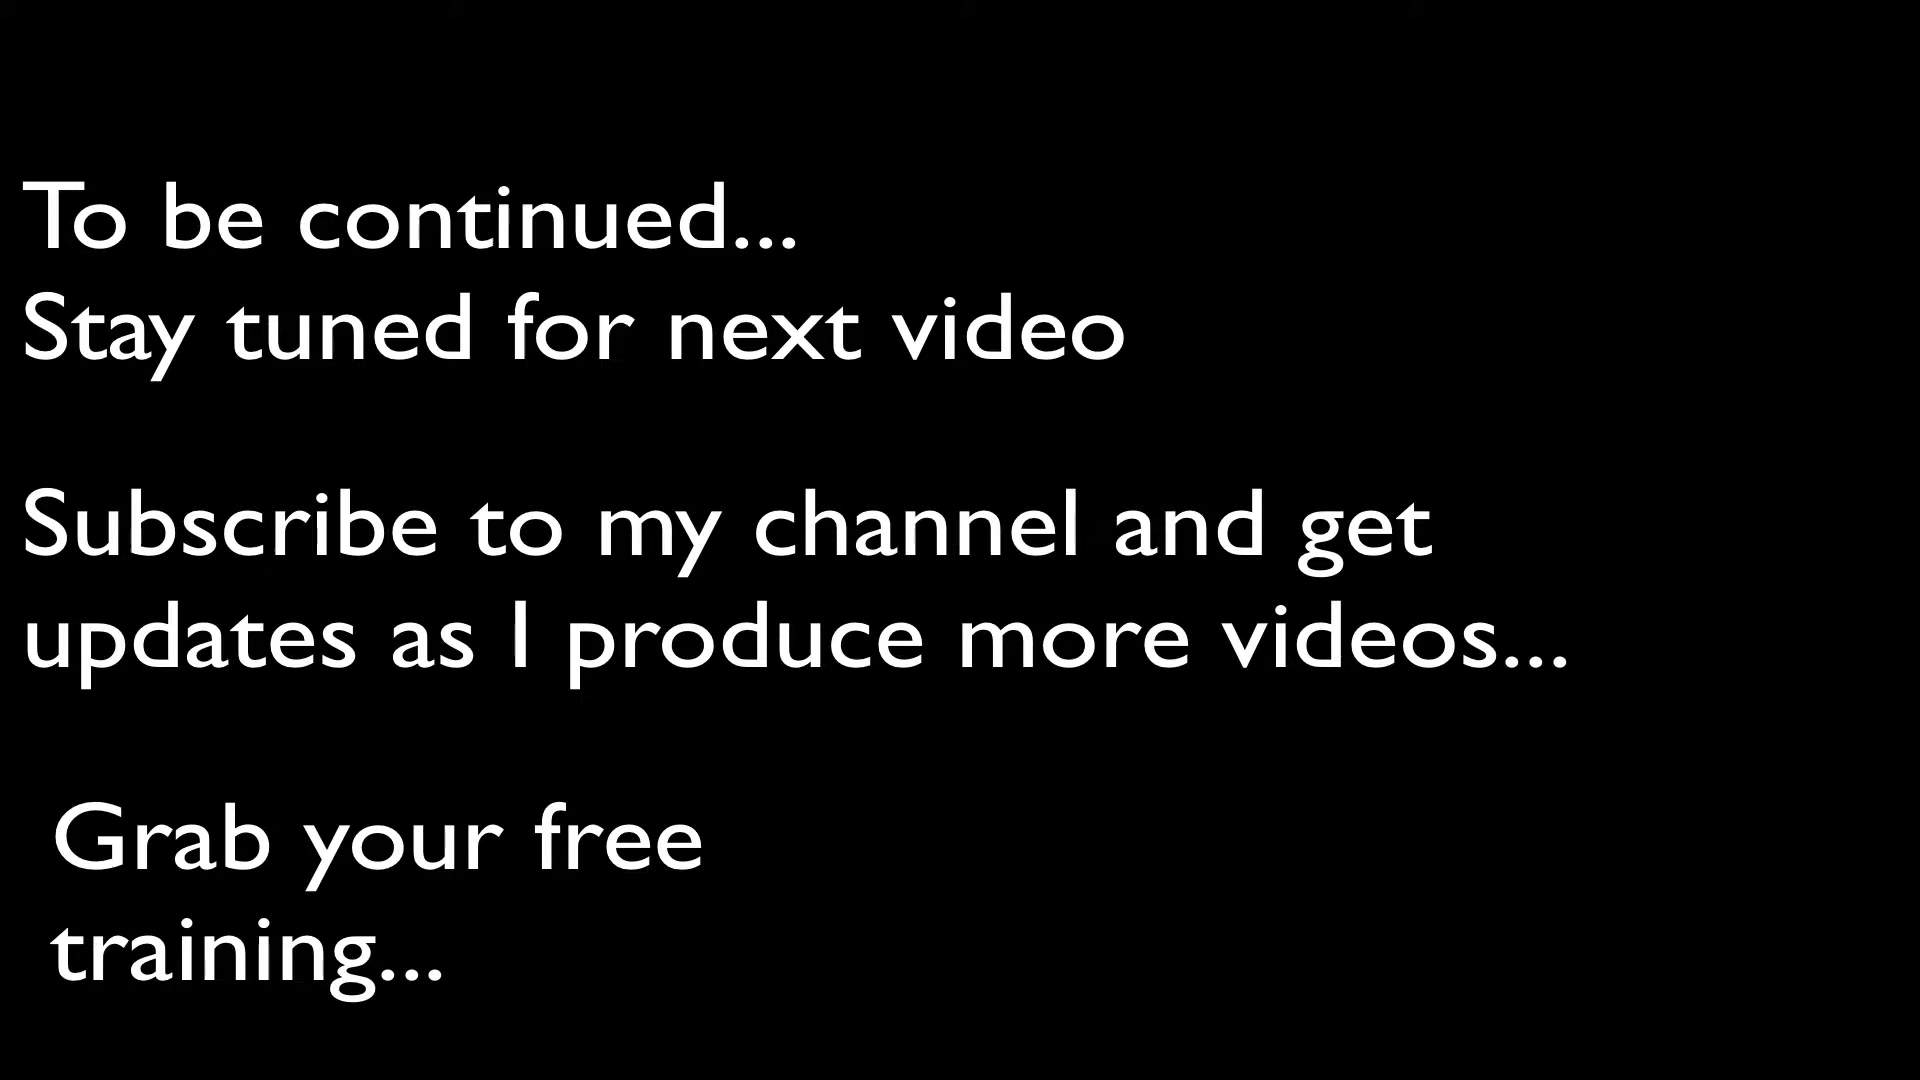 To be continued...
Stay tuned for next video
Subscribe to my channel and get
updates as I produce more videos...
Grab your free
training...